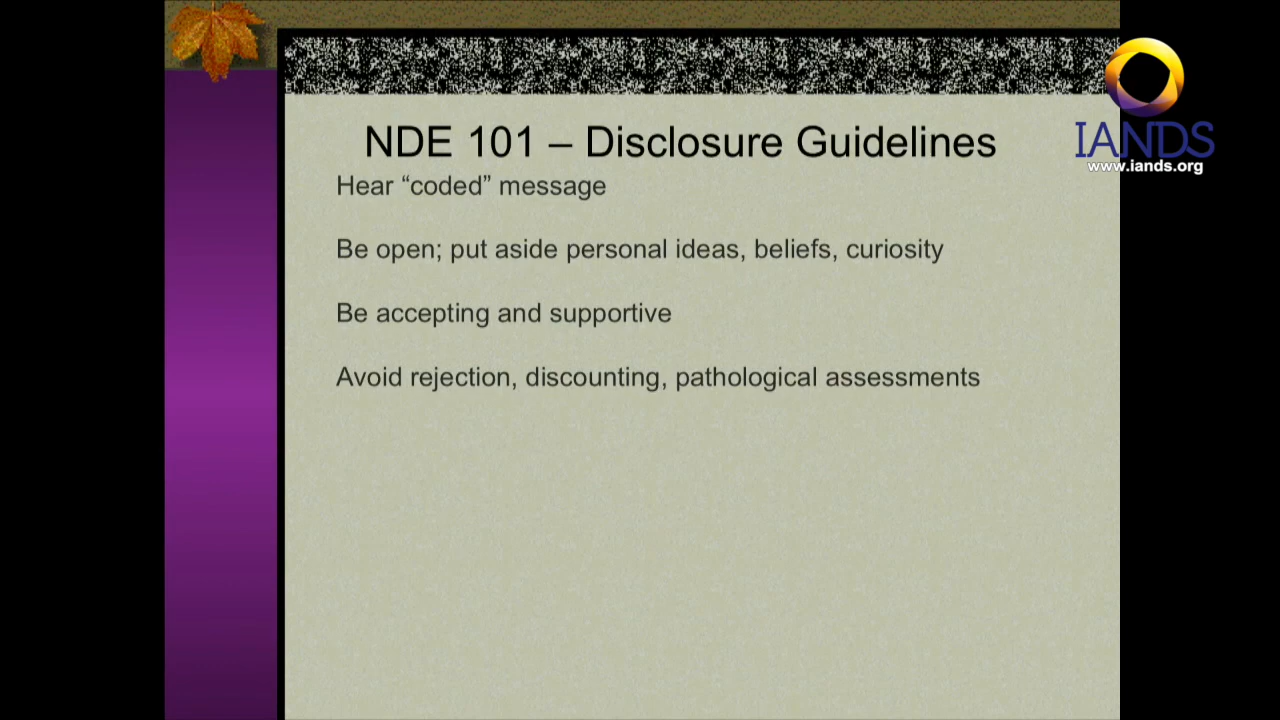 NDE 101 – Disclosure Guidelines
Hear “coded” message
Be open; put aside personal ideas, beliefs, curiosity
Be accepting and supportive
Avoid rejection, discounting, pathological assessments
IANDS
www.iands.org